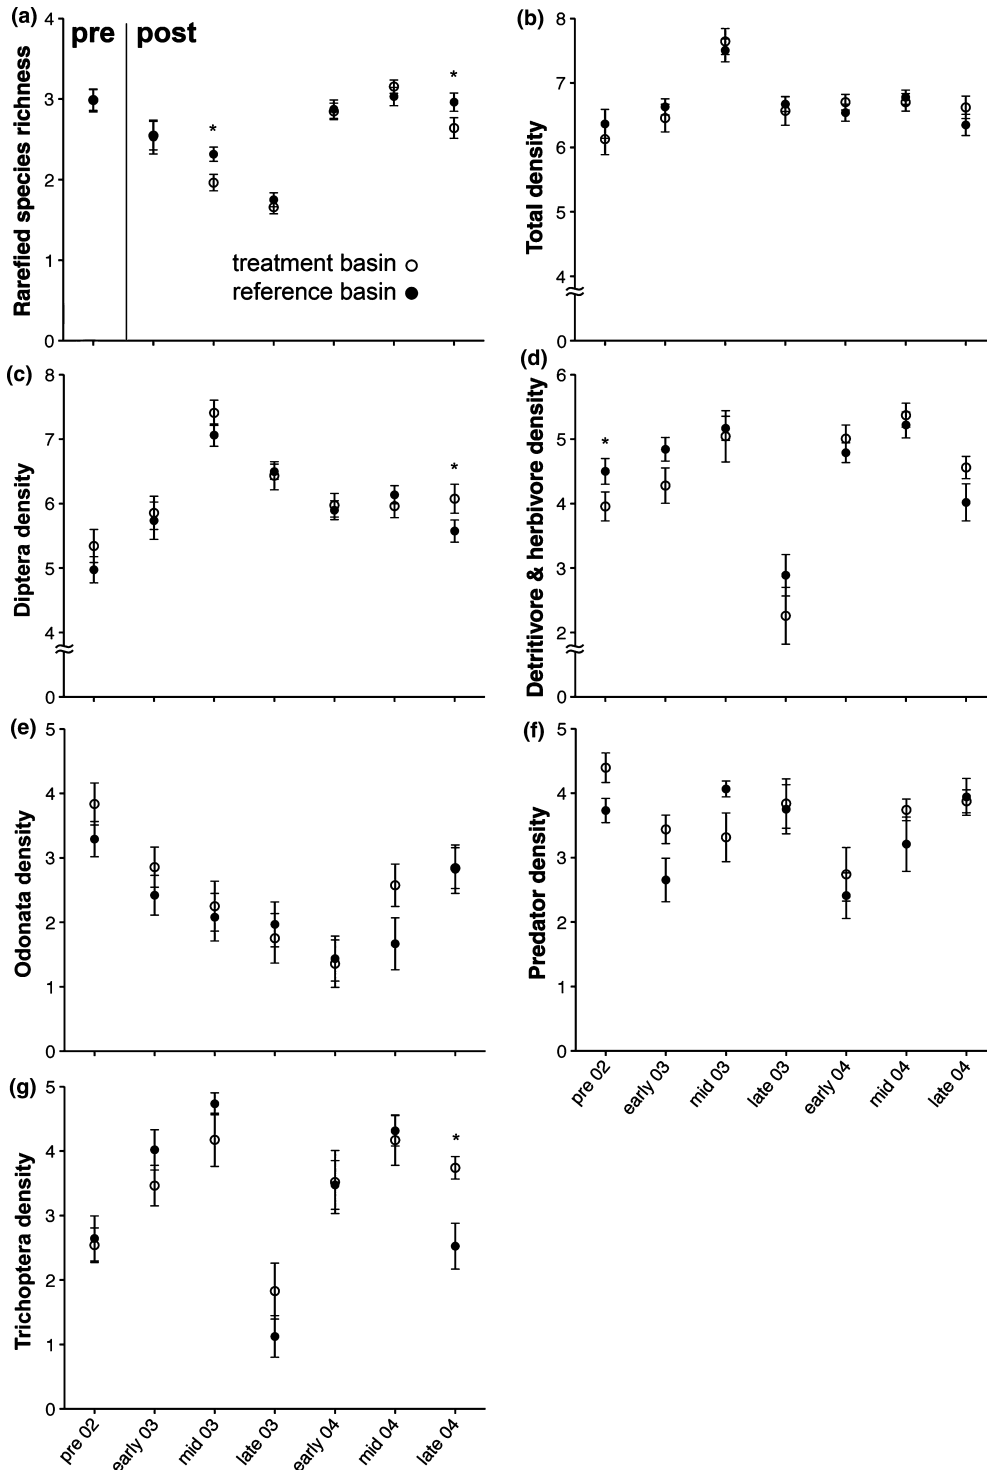 (a)
pre post
Rarefied species richness
4
3
2
1
0
*
*
treatment basin
reference basin
(b)
Total density
8
7
6
5
4
0
(c)
Diptera density
8
7
6
5
4
0
*
(d)
Detritivore & herbivore density
6
5
4
3
2
0
*
(e)
Odonata density
5
4
3
2
1
0
(f)
Predator density
5
4
3
2
1
0
pre 02
early 03
mid 03
late 03
early 04
mid 04
late 04
(g)
Trichoptera density
5
4
3
2
1
0
*
pre 02
early 03
mid 03
late 03
early 04
mid 04
late 04